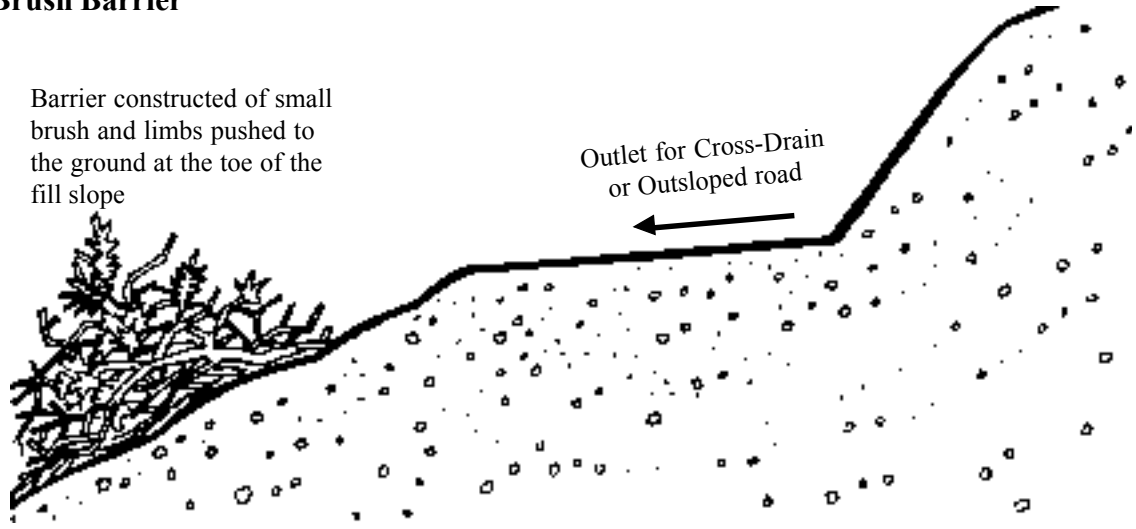 Brush Barrier
Barrier constructed of small
brush and limbs pushed to
the ground at the toe of the
fill slope
Outlet for Cross-Drain
or Outsloped road